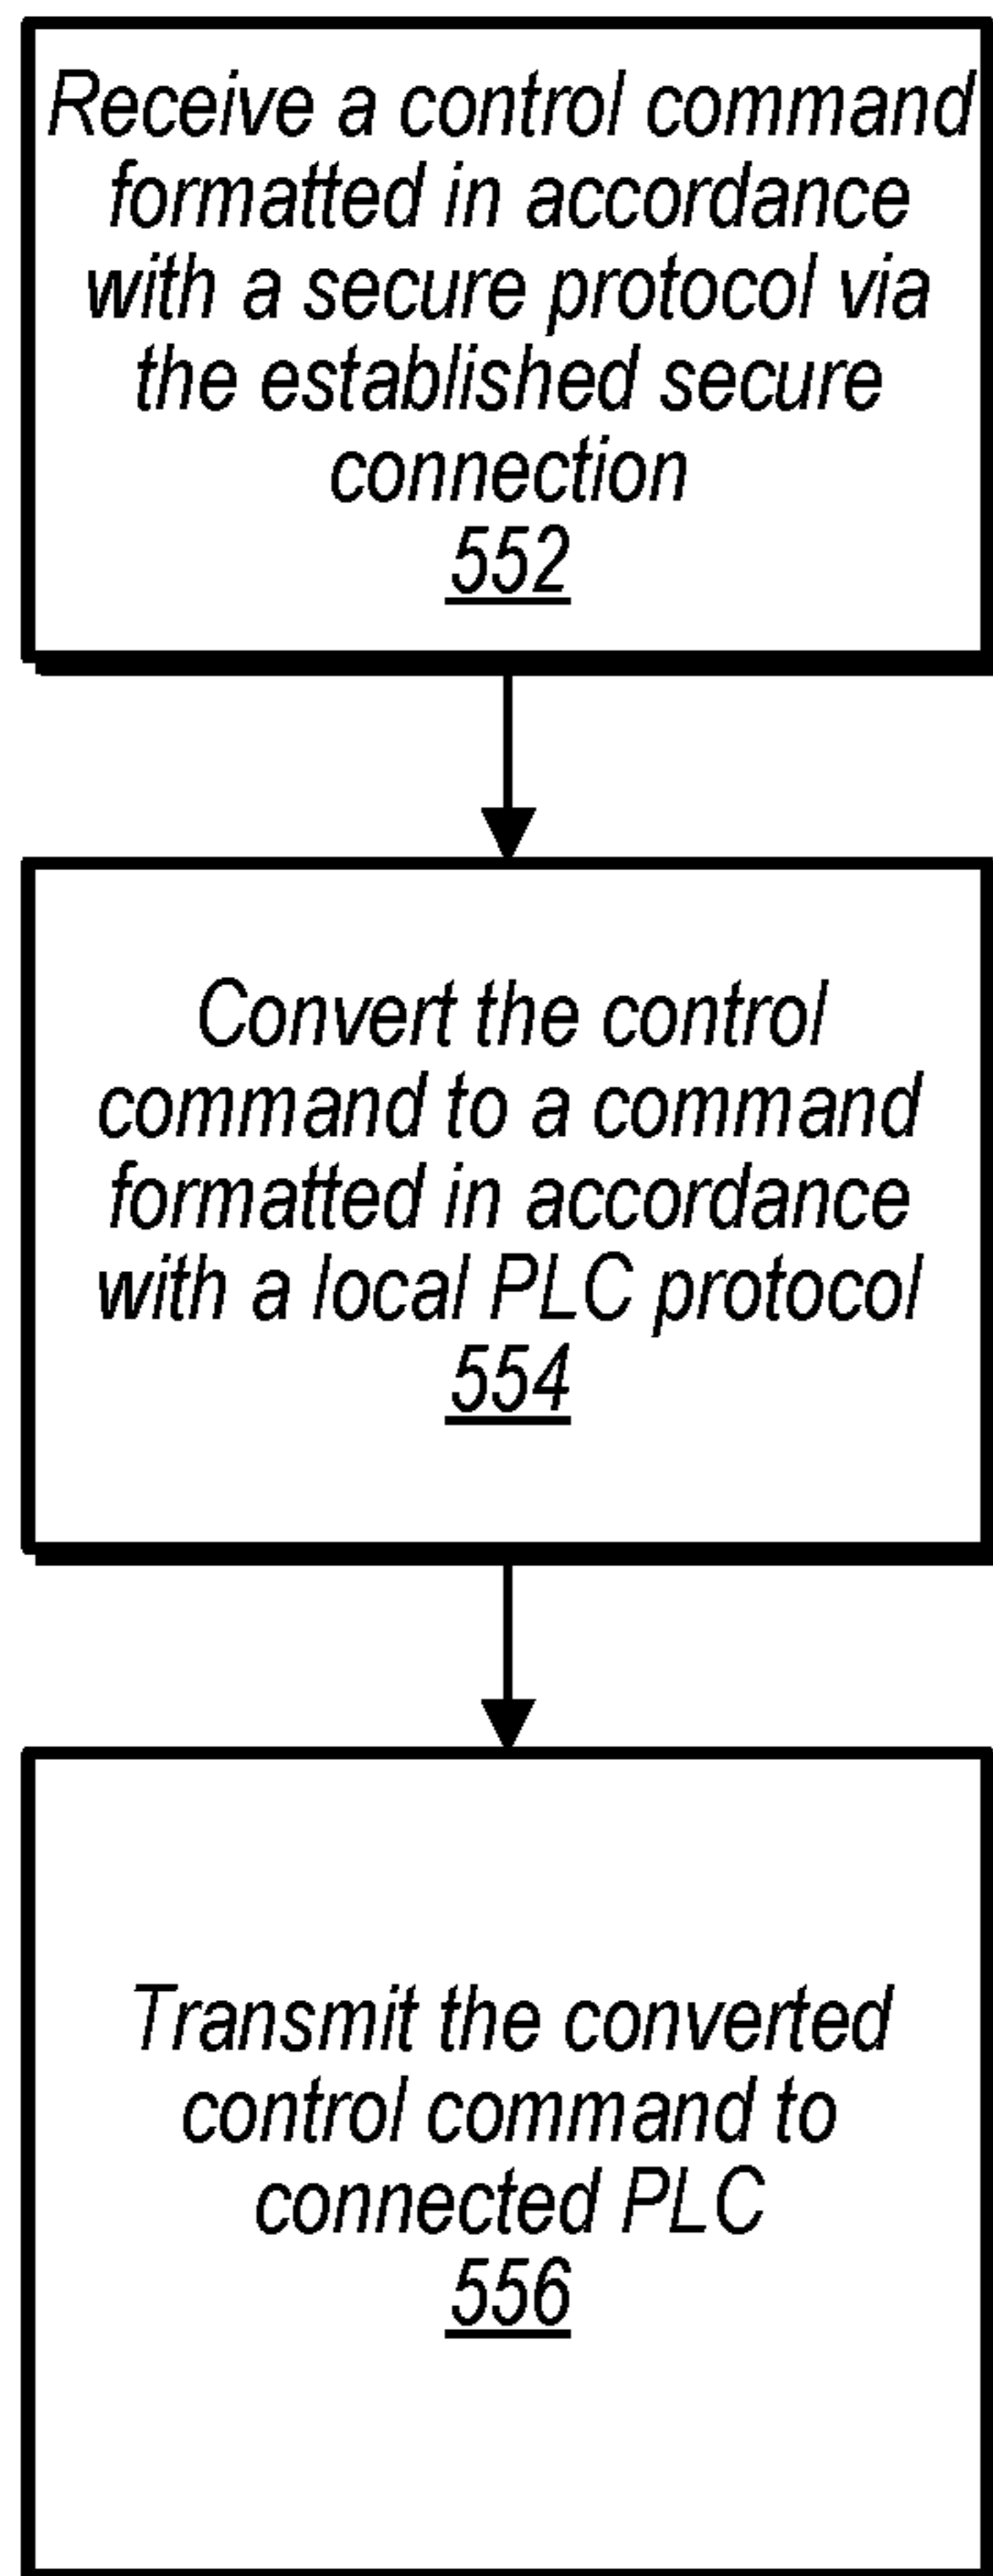 Receive a control command
formatted in accordance
with a secure protocol via
the established secure
connection
552
Convert the control
command to a command
formatted in accordance
with a local PLC protocol
554
Transmit the converted
control command to
connected PLC
556